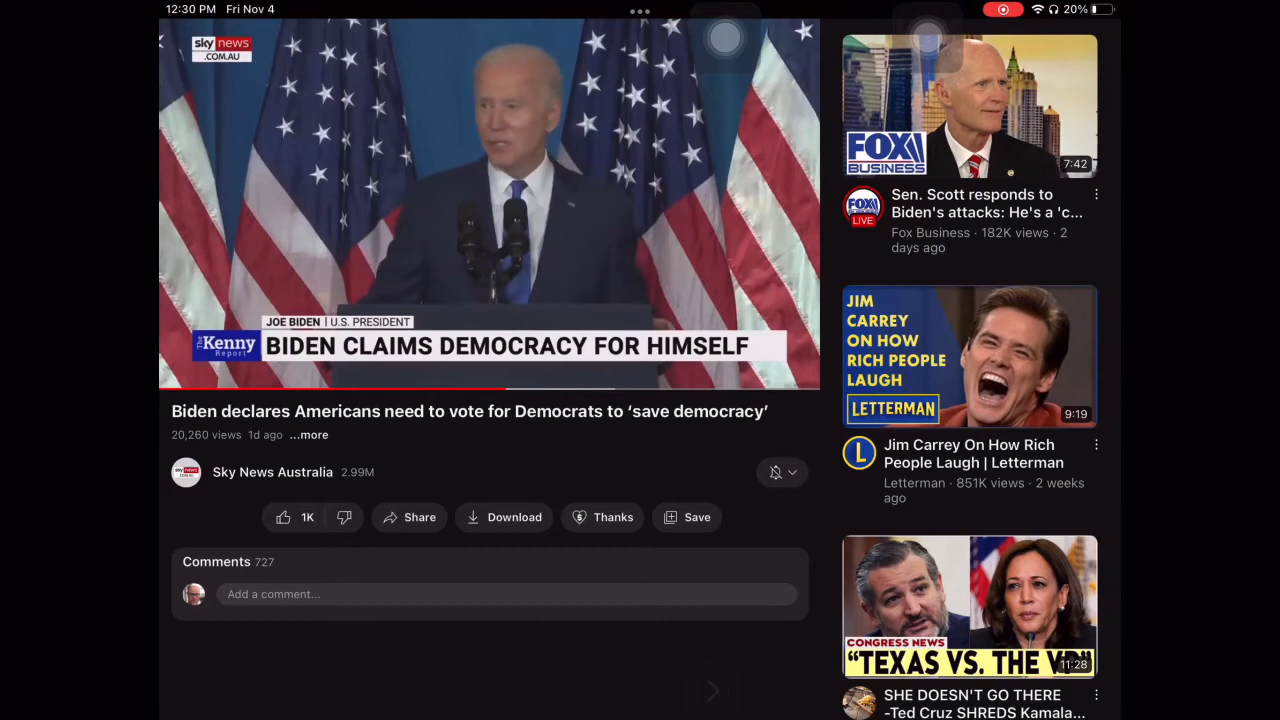 12:30 PM Fri Nov 4
20%
sky news
.COM.AU
JOE BIDEN | U.S. PRESIDENT
The Kenny Report
BIDEN CLAIMS DEMOCRACY FOR HIMSELF
Biden declares Americans need to vote for Democrats to ‘save democracy’
20,260 views 1d ago ...more
Sky News Australia 2.99M
1K
Share
Download
Thanks
Save
Comments 727
Add a comment...
FOX
BUSINESS
7:42
FOX
LIVE
Sen. Scott responds to
Biden's attacks: He's a 'c...
Fox Business · 182K views · 2
days ago
JIM
CARREY
ON HOW
RICH PEOPLE
LAUGH
LETTERMAN
9:19
L
Jim Carrey On How Rich
People Laugh | Letterman
Letterman · 851K views · 2 weeks
ago
CONGRESS NEWS
“TEXAS VS. THE VP”
11:28
SHE DOESN'T GO THERE
-Ted Cruz SHREDS Kamala...